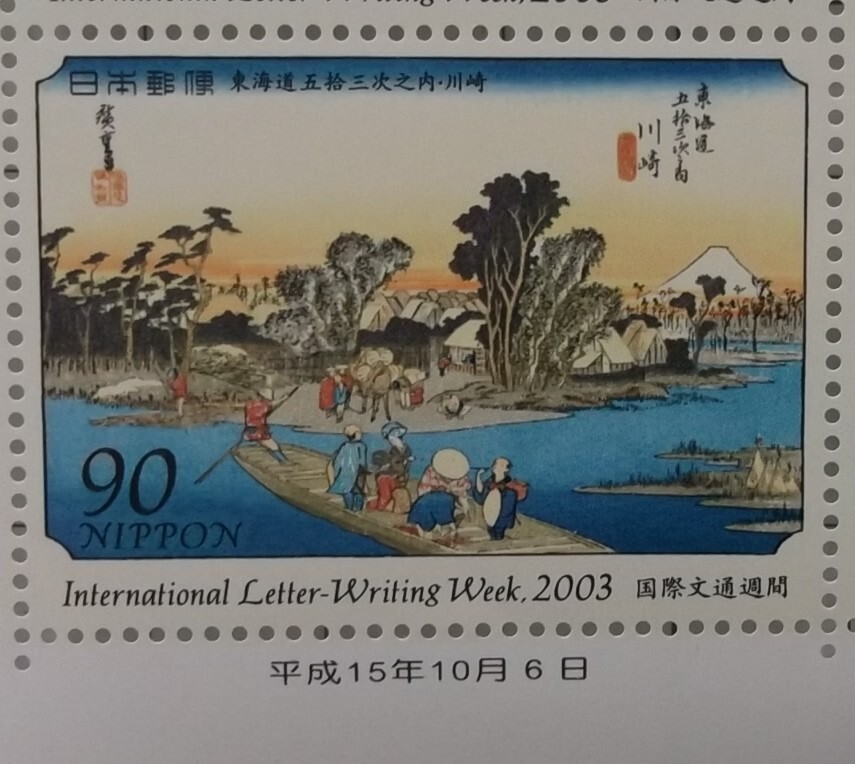 日本郵便 東海道五拾三次之内·川崎
東海道
五拾三次之内
川崎
廣重画
90
NIPPON
International Letter-Writing Week, 2003 国際文通週間
平成15年10月6日